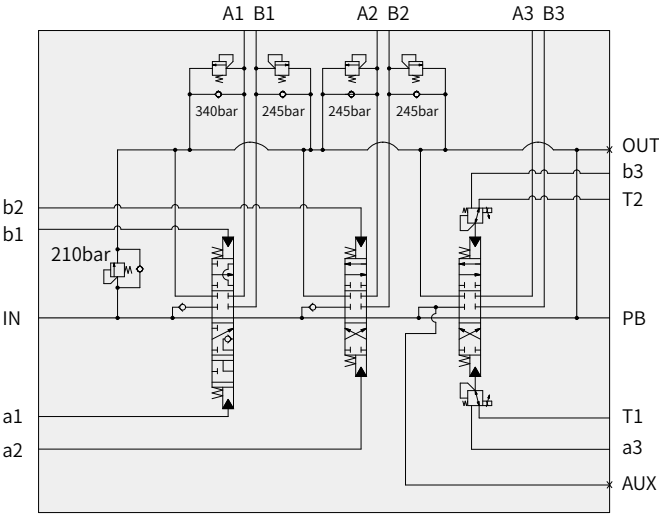 A1 B1 A2 B2 A3 B3
340bar 245bar 245bar 245bar
OUT
b3
T2
b2
b1
210bar
IN PB
a1 T1
a2 a3
AUX